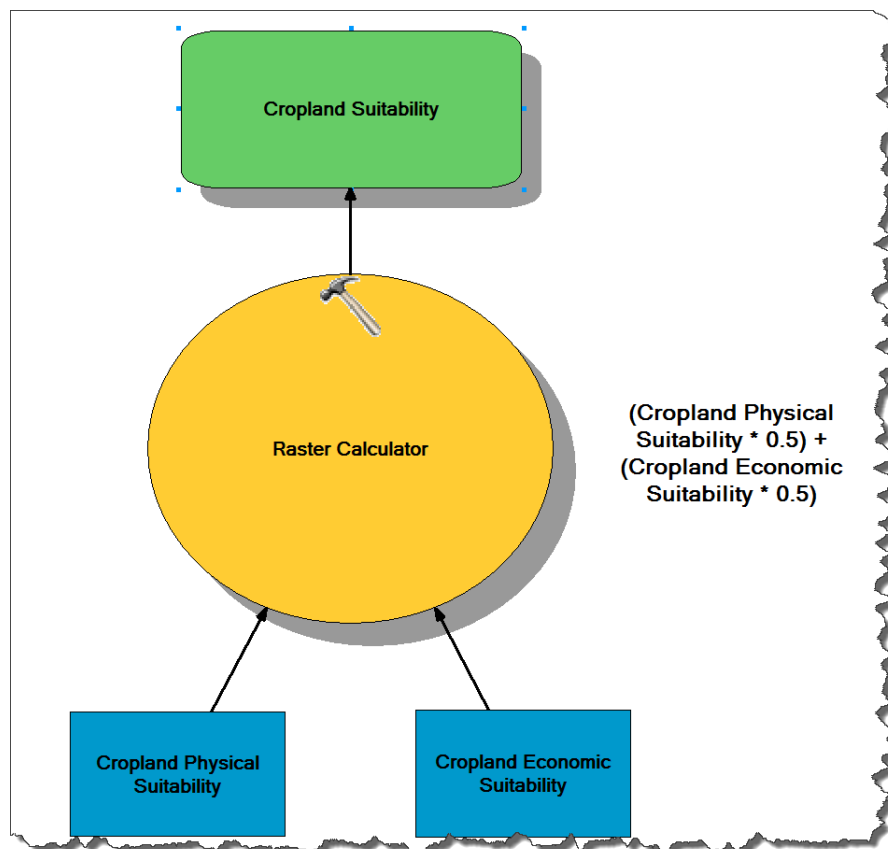 Cropland Suitability
Raster Calculator
(Cropland Physical
Suitability * 0.5) +
(Cropland Economic
Suitability * 0.5)
Cropland Physical
Suitability
Cropland Economic
Suitability